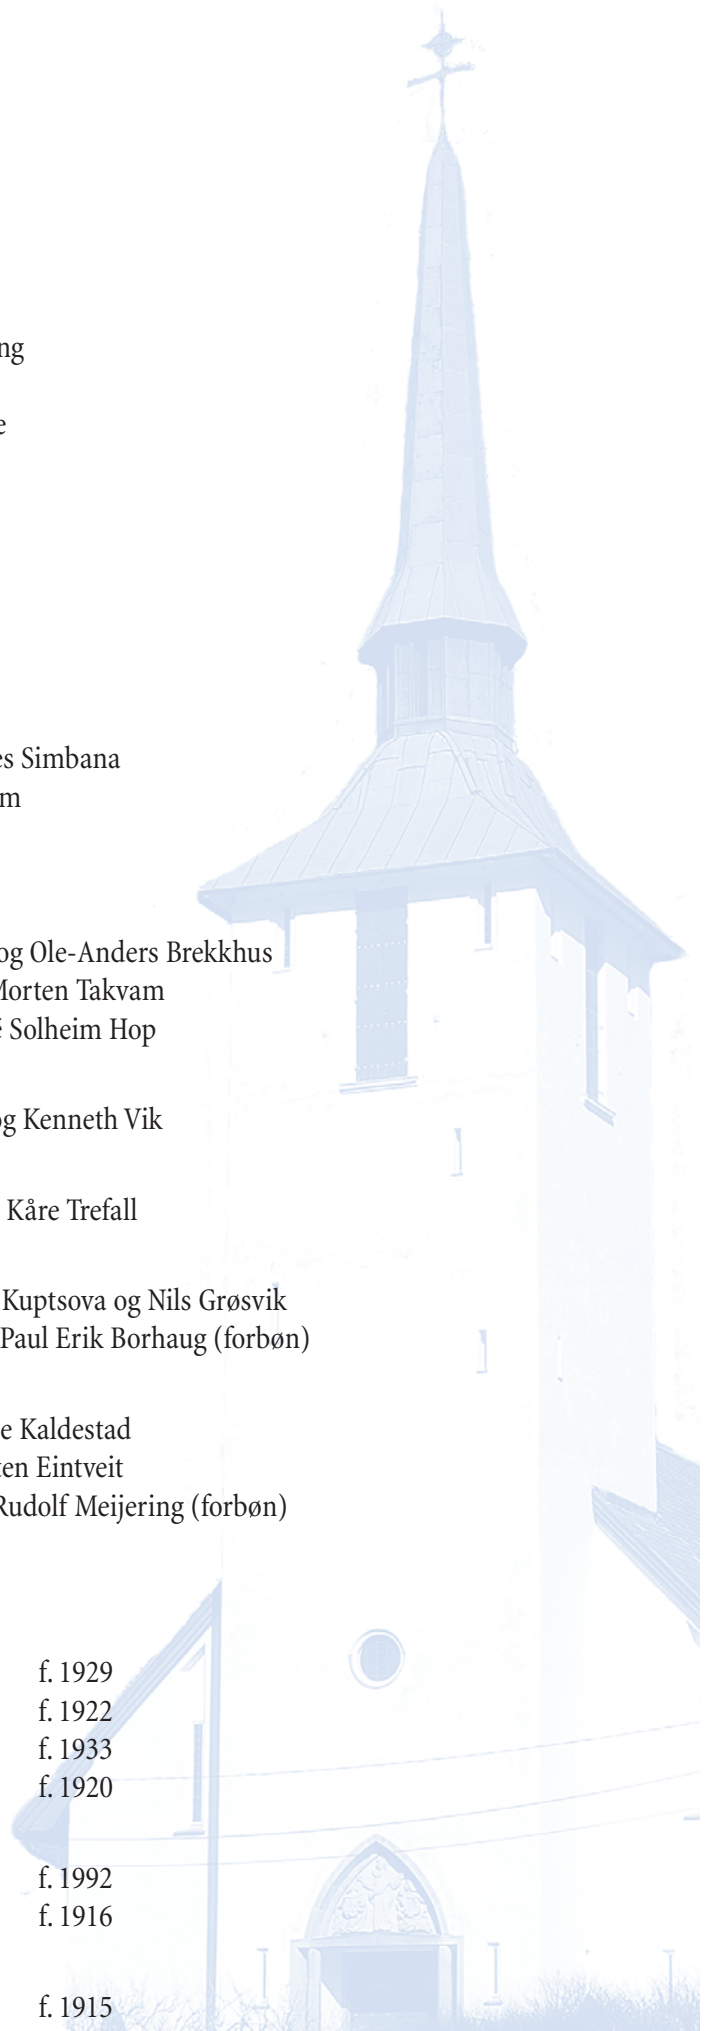 ng
e
es Simbana
m
og Ole-Anders Brekkhus
Morten Takvam
é Solheim Hop
og Kenneth Vik
Kåre Trefall
Kuptsova og Nils Grøsvik
Paul Erik Borhaug (forbøn)
e Kaldestad
ten Eintveit
Rudolf Meijering (forbøn)
f. 1929
f. 1922
f. 1933
f. 1920
f. 1992
f. 1916
f. 1915